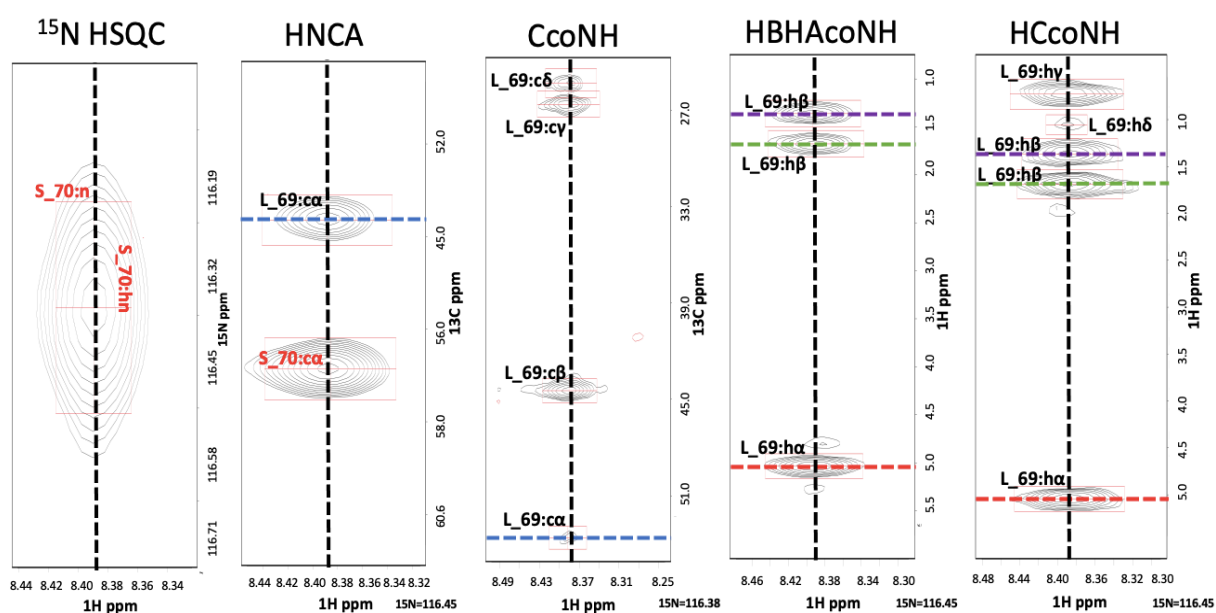 15N HSQC
S_70:n
S_70:hn
116.19
116.32
116.45
116.58
116.71
15N ppm
8.44 8.42 8.40 8.38 8.36 8.34
1H ppm
HNCA
L_69:cα
S_70:cα
52.0
45.0
56.0
58.0
60.6
13C ppm
8.44 8.42 8.40 8.38 8.36 8.34 8.32
1H ppm
15N=116.45
CcoNH
L_69:cδ
L_69:cγ
L_69:cβ
L_69:cα
27.0
33.0
39.0
45.0
51.0
13C ppm
8.49 8.43 8.37 8.31 8.25
1H ppm
15N=116.38
HBHAcoNH
L_69:hβ
L_69:hβ
L_69:hα
1.0
1.5
2.0
2.5
3.0
3.5
4.0
4.5
5.0
5.5
1H ppm
8.44 8.42 8.38 8.34 8.30
1H ppm
15N=116.45
HCcoNH
L_69:hγ
L_69:hδ
L_69:hβ
L_69:hβ
L_69:hα
1.0
1.5
2.0
2.5
3.0
3.5
4.0
4.5
5.0
1H ppm
8.48 8.44 8.42 8.38 8.34 8.30
1H ppm
15N=116.45